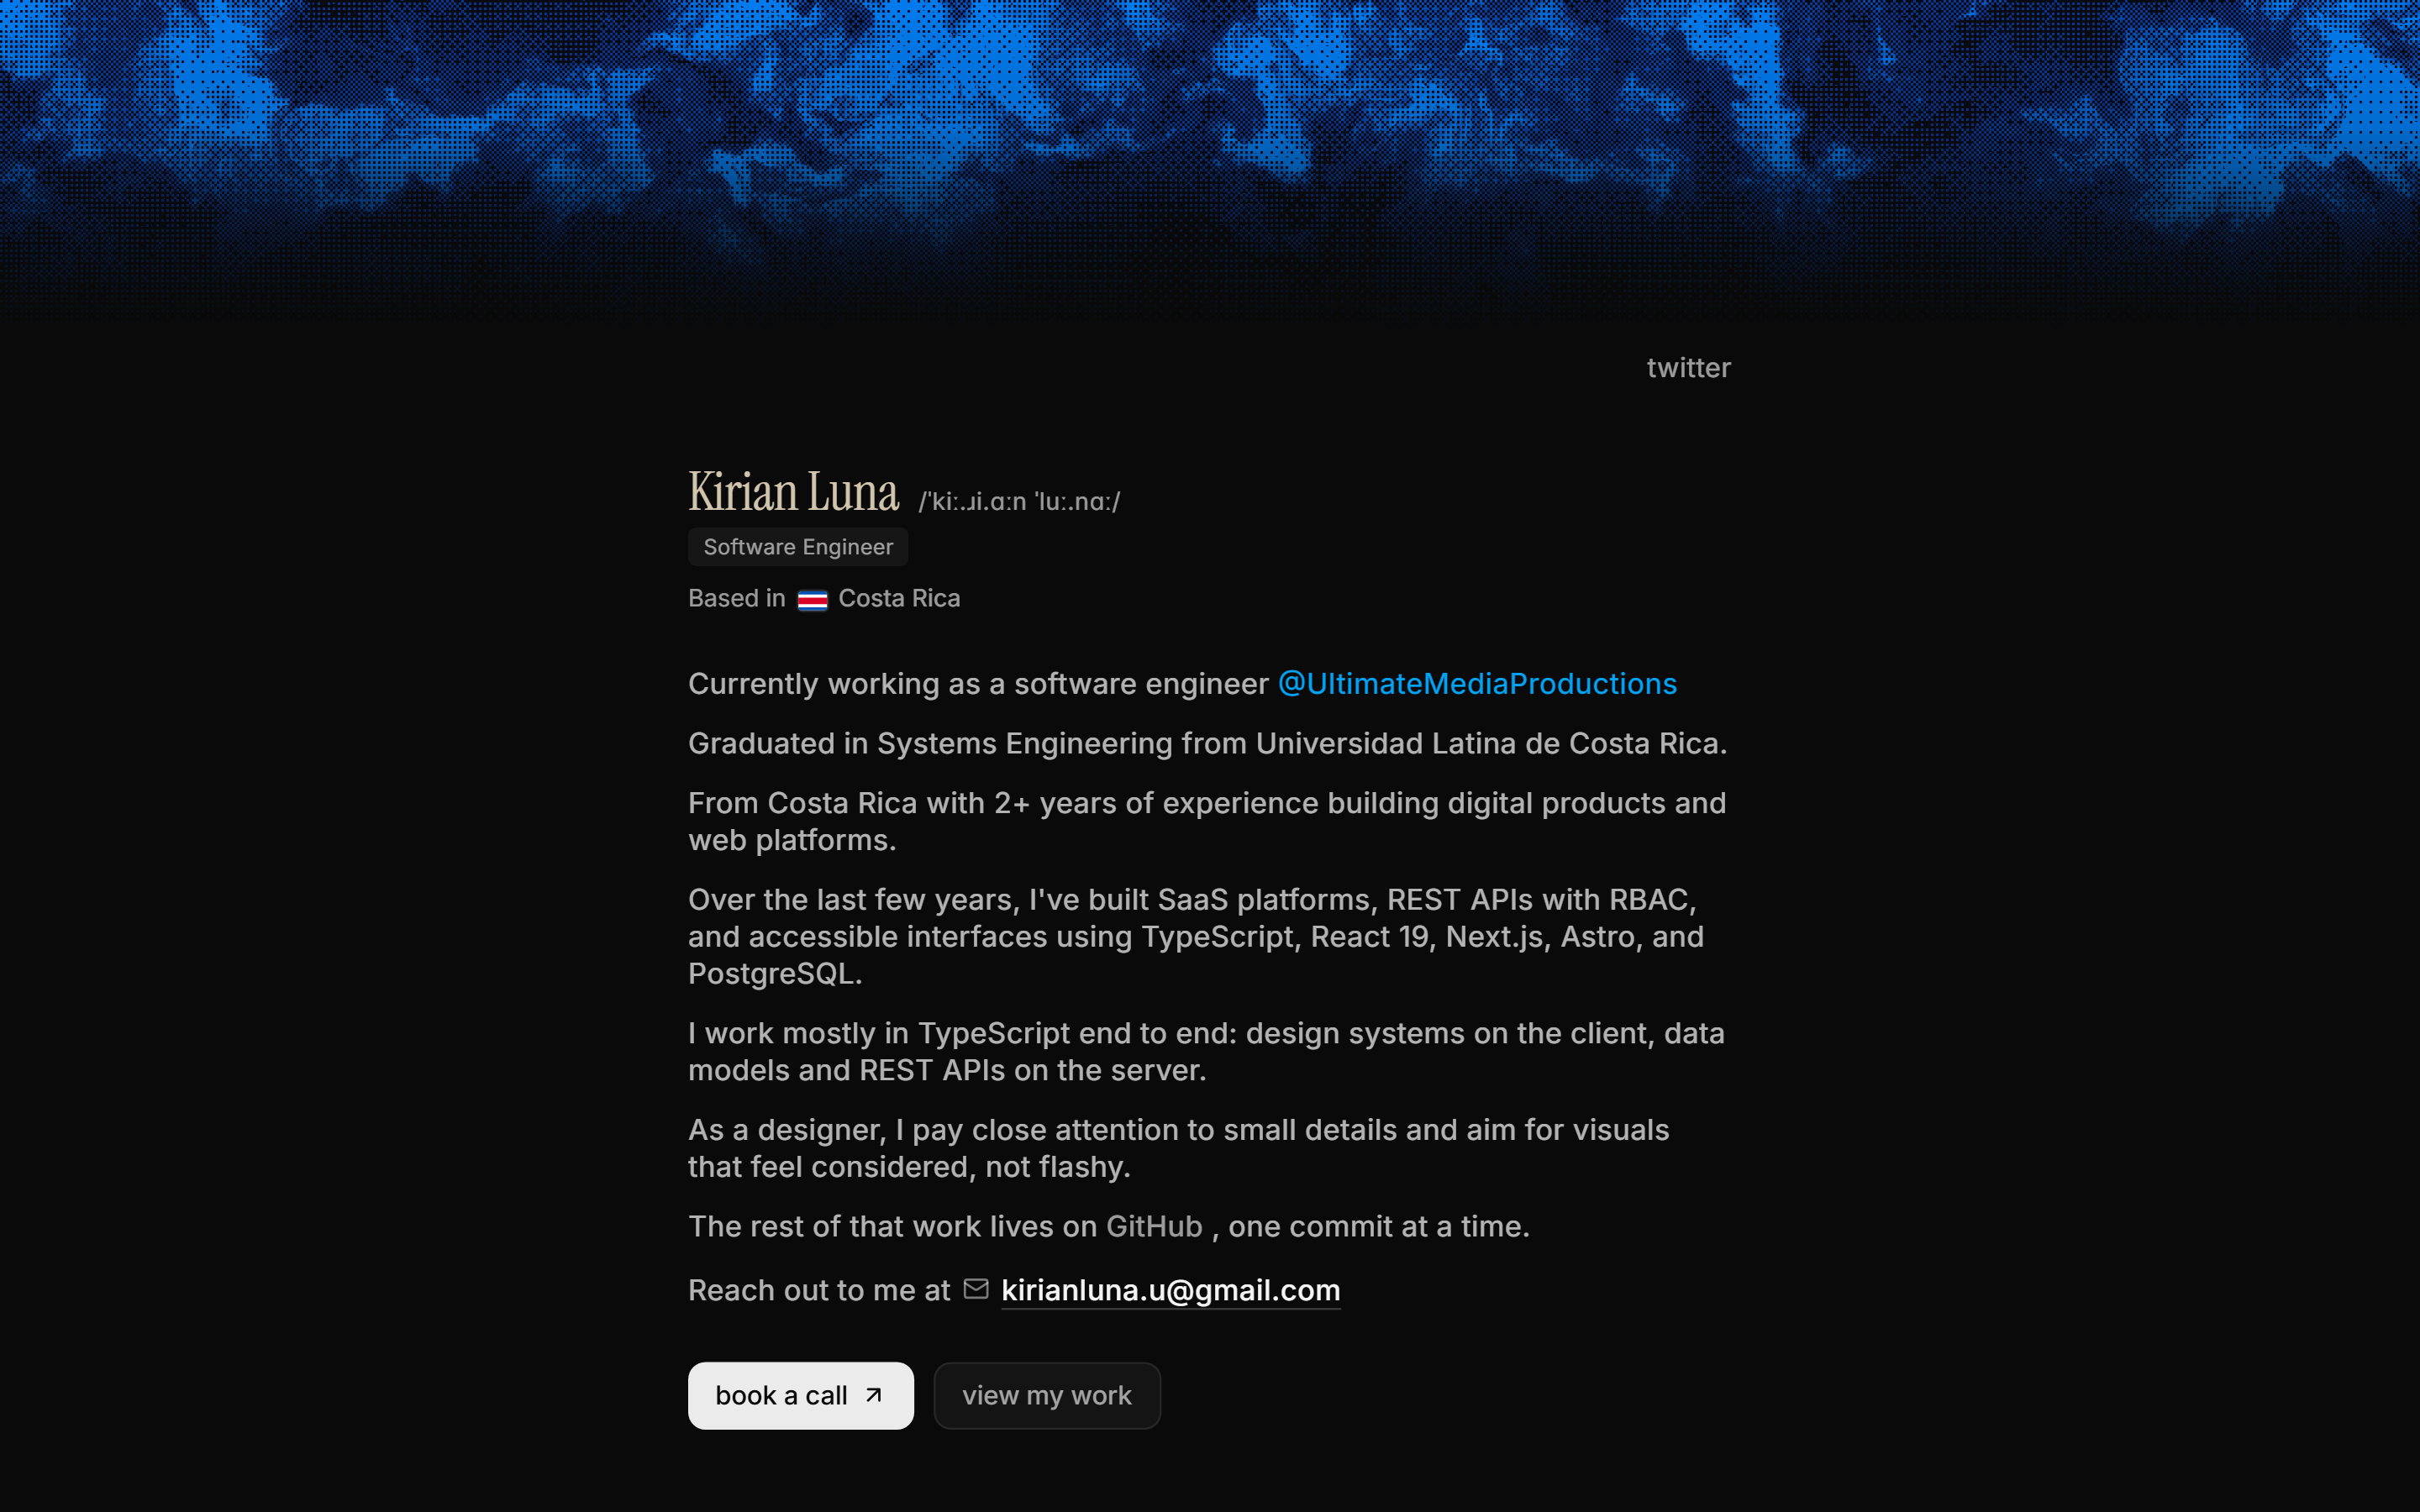 twitter
Kirian Luna /ˈkiː.ɹi.ɑːn ˈluː.nɑː/
Software Engineer
Based in Costa Rica
Currently working as a software engineer @UltimateMediaProductions
Graduated in Systems Engineering from Universidad Latina de Costa Rica.
From Costa Rica with 2+ years of experience building digital products and
web platforms.
Over the last few years, I've built SaaS platforms, REST APIs with RBAC,
and accessible interfaces using TypeScript, React 19, Next.js, Astro, and
PostgreSQL.
I work mostly in TypeScript end to end: design systems on the client, data
models and REST APIs on the server.
As a designer, I pay close attention to small details and aim for visuals
that feel considered, not flashy.
The rest of that work lives on GitHub , one commit at a time.
Reach out to me at kirianluna.u@gmail.com
book a call
view my work